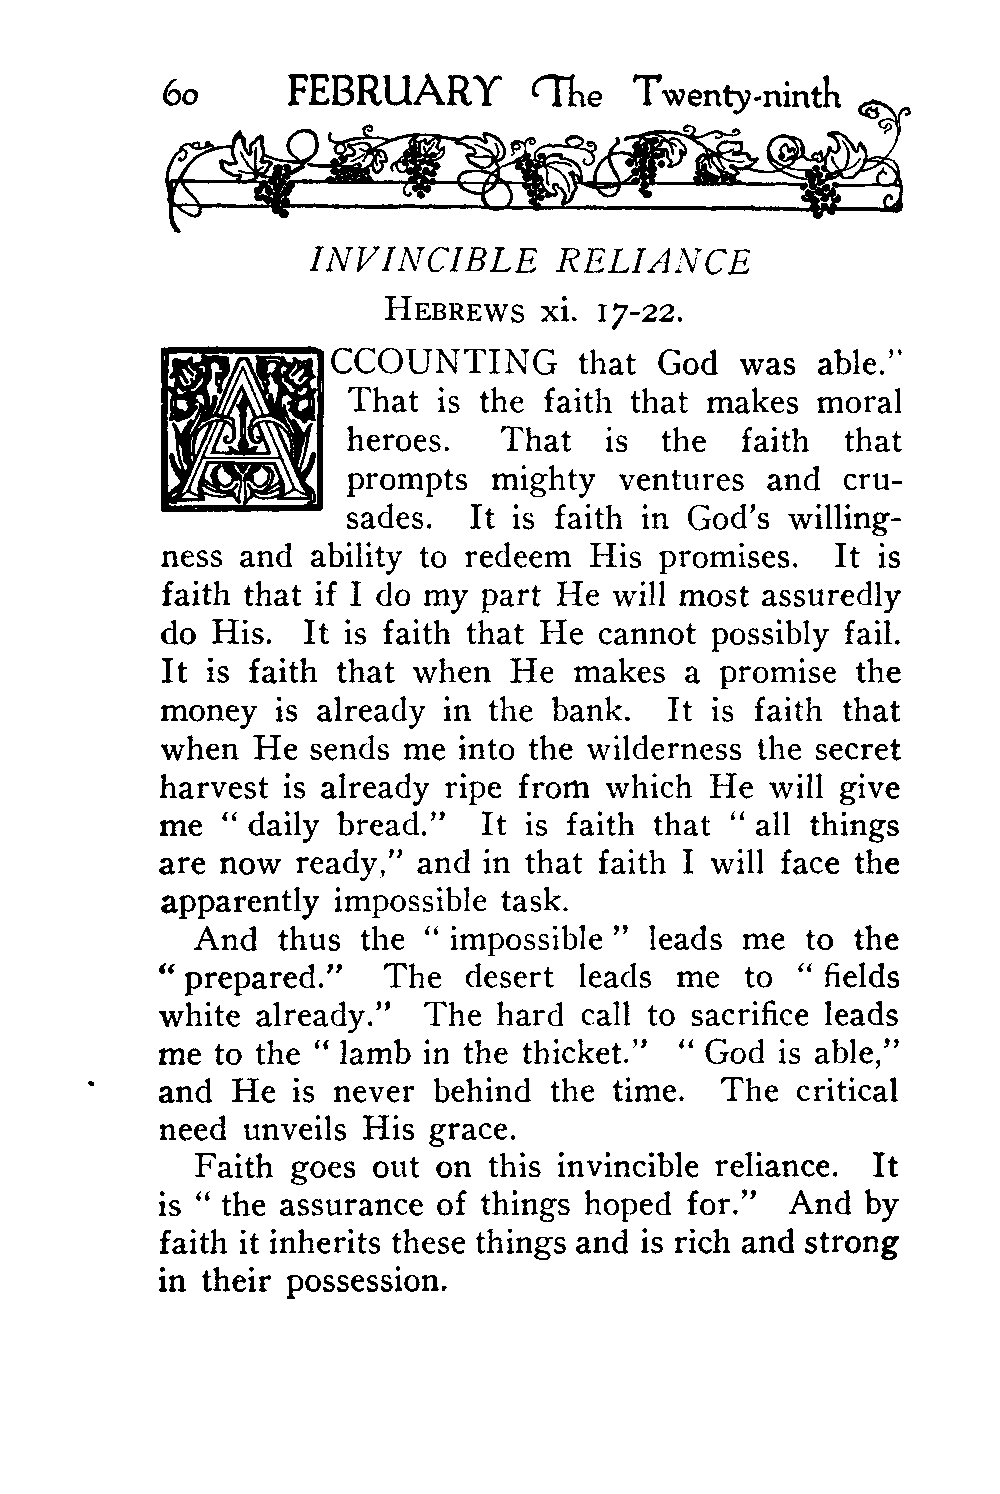 60 FEBRUARY The Twenty-ninth
INVINCIBLE RELIANCE
HEBREWS xi. 17-22.
ACCOUNTING that God was able."
That is the faith that makes moral
heroes. That is the faith that
prompts mighty ventures and cru-
sades. It is faith in God's willing-
ness and ability to redeem His promises. It is
faith that if I do my part He will most assuredly
do His. It is faith that He cannot possibly fail.
It is faith that when He makes a promise the
money is already in the bank. It is faith that
when He sends me into the wilderness the secret
harvest is already ripe from which He will give
me " daily bread." It is faith that " all things
are now ready," and in that faith I will face the
apparently impossible task.
And thus the " impossible " leads me to the
" prepared." The desert leads me to " fields
white already." The hard call to sacrifice leads
me to the " lamb in the thicket." " God is able,"
and He is never behind the time. The critical
need unveils His grace.
Faith goes out on this invincible reliance. It
is " the assurance of things hoped for." And by
faith it inherits these things and is rich and strong
in their possession.